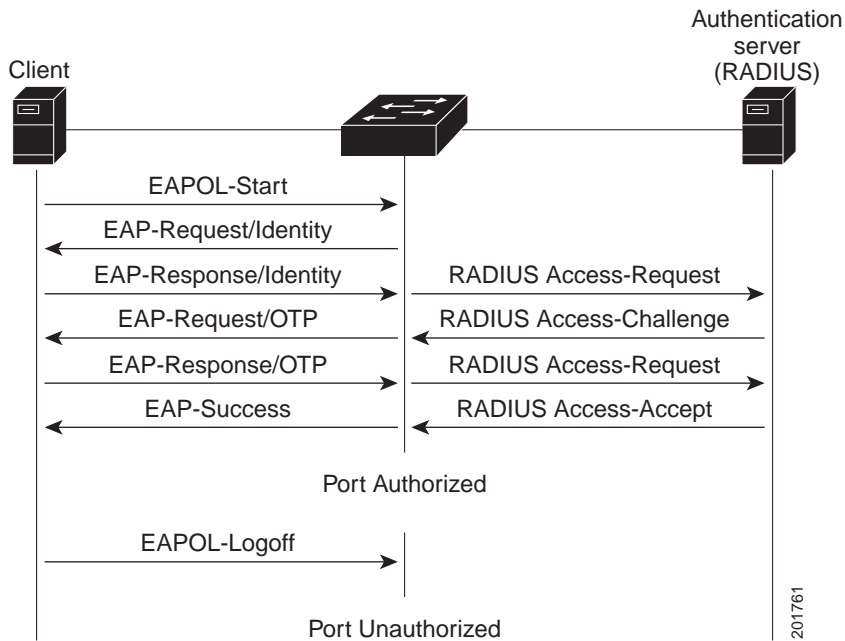 Authentication
server
(RADIUS)
Client
EAPOL-Start
EAP-Request/Identity
EAP-Response/Identity
RADIUS Access-Request
EAP-Request/OTP
RADIUS Access-Challenge
EAP-Response/OTP
RADIUS Access-Request
EAP-Success
RADIUS Access-Accept
Port Authorized
EAPOL-Logoff
Port Unauthorized
201761